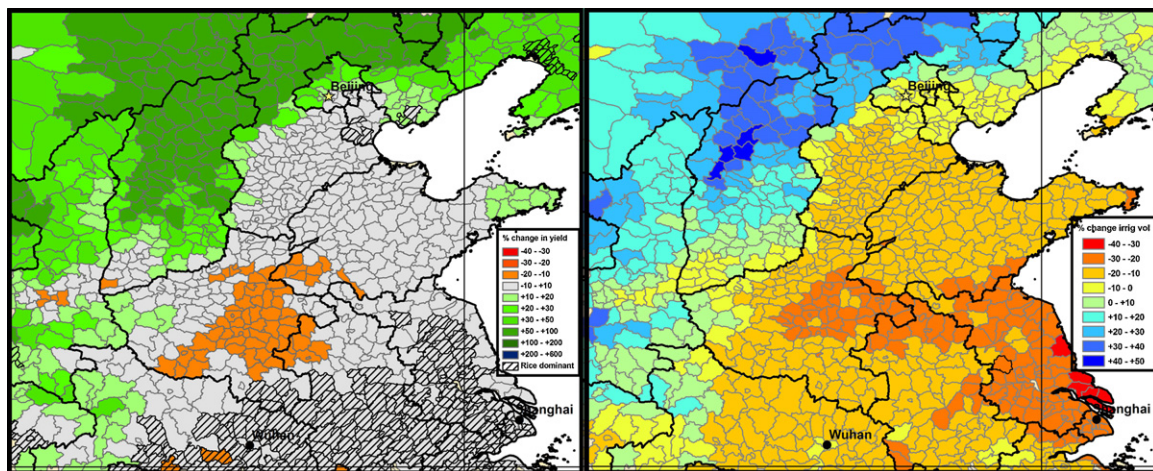 Beijing
% change in yield
-40 - -30
-30 - -20
-20 - -10
-10 - +10
+10 - +20
+20 - +30
+30 - +50
+50 - +100
+100 - +200
+200 - +600
Rice dominant
Shanghai
Wuhan
Beijing
% change irrig vol
-40 - -30
-30 - -20
-20 - -10
-10 - 0
0 - +10
+10 - +20
+20 - +30
+30 - +40
+40 - +50
Shanghai
Wuhan